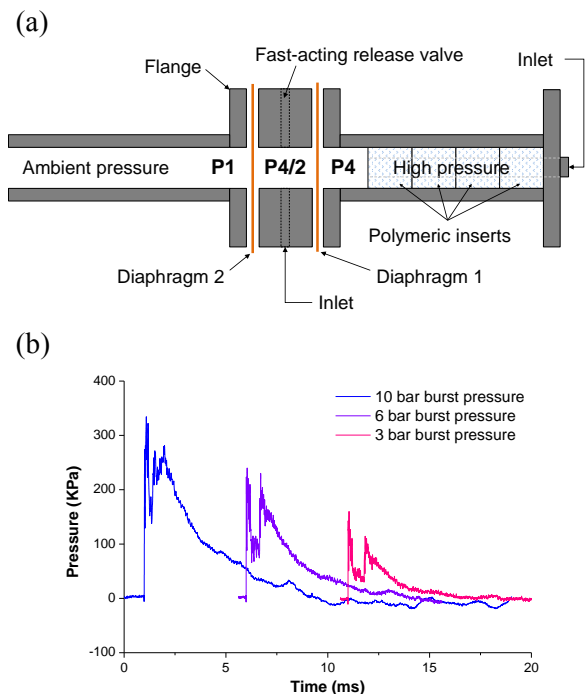 (a)
Fast-acting release valve
Flange
Inlet
Ambient pressure
P1
P4/2
P4
High pressure
Polymeric inserts
Diaphragm 2
Diaphragm 1
Inlet
(b)
400
300
200
100
0
-100
Pressure (KPa)
10 bar burst pressure
6 bar burst pressure
3 bar burst pressure
0
5
10
15
20
Time (ms)